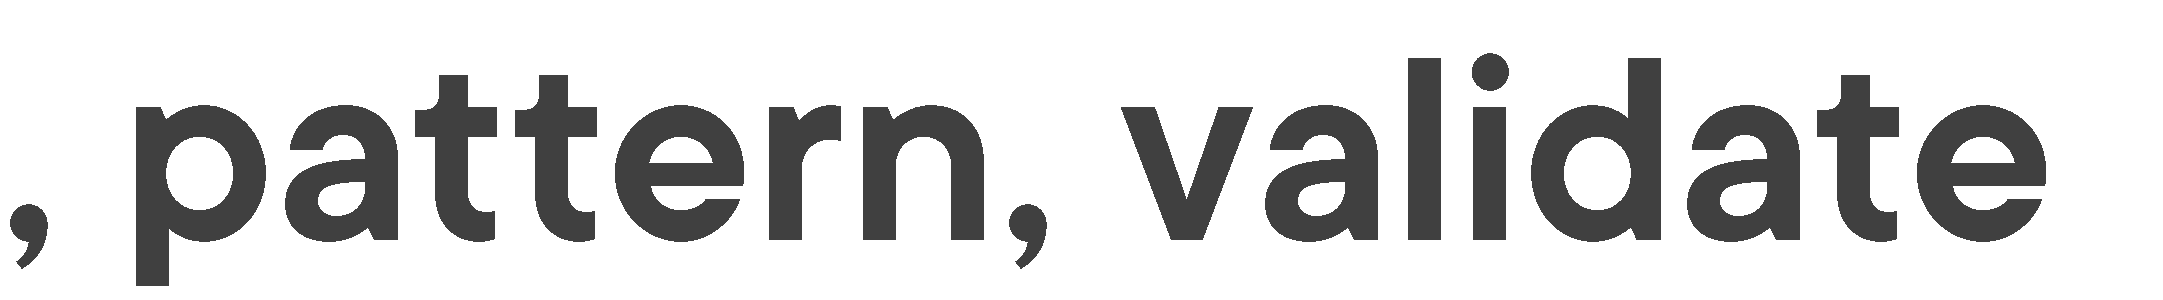 , pattern, validate